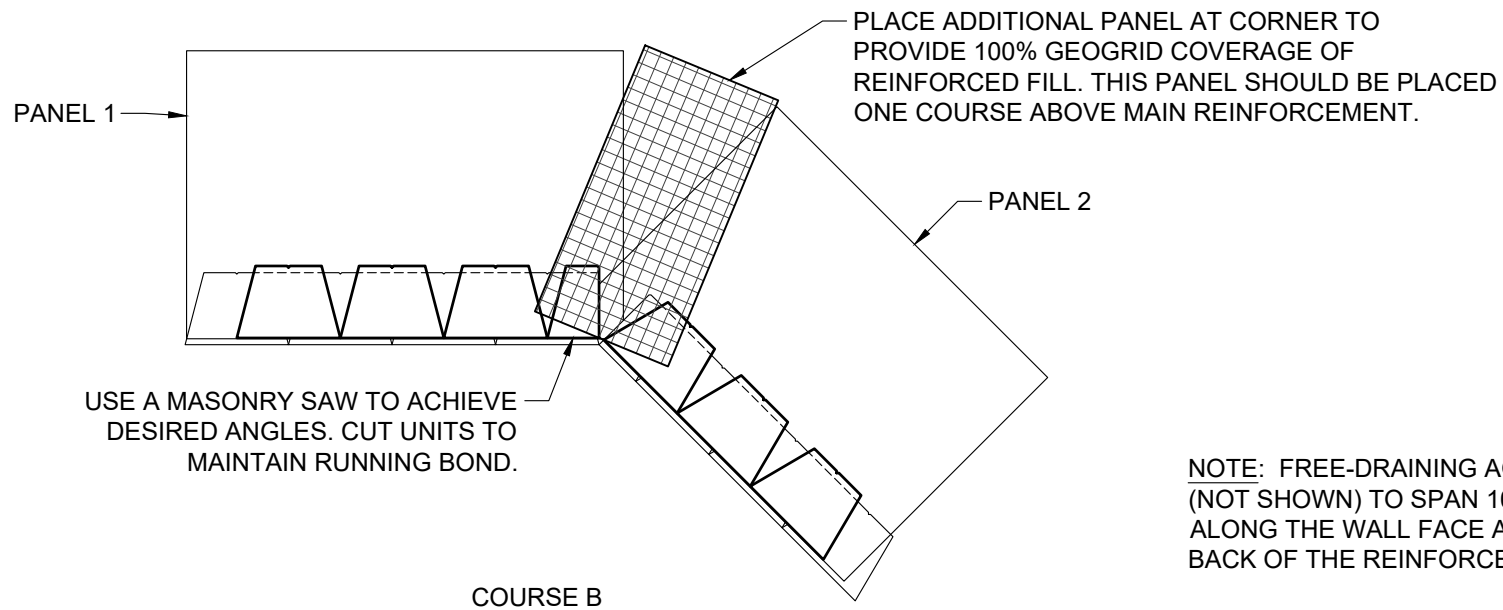 PLACE ADDITIONAL PANEL AT CORNER TO
PROVIDE 100% GEOGRID COVERAGE OF
REINFORCED FILL. THIS PANEL SHOULD BE PLACED
ONE COURSE ABOVE MAIN REINFORCEMENT.
PANEL 1
PANEL 2
USE A MASONRY SAW TO ACHIEVE
DESIRED ANGLES. CUT UNITS TO
MAINTAIN RUNNING BOND.
NOTE: FREE-DRAINING
(NOT SHOWN) TO SPAN
ALONG THE WALL FACE
BACK OF THE
COURSE B